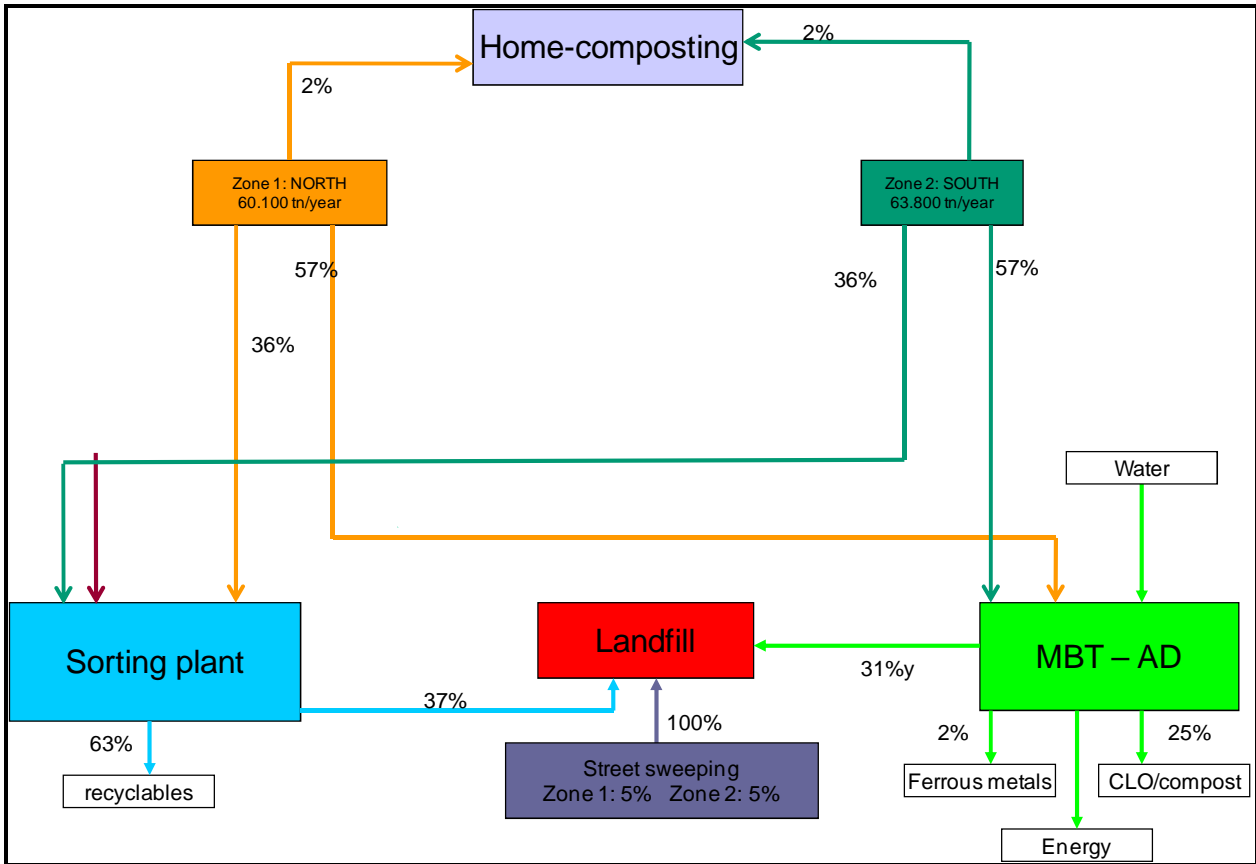 Home-composting
2%
2%
Zone 1: NORTH
60.100 tn/year
Zone 2: SOUTH
63.800 tn/year
57%
36%
57%
36%
Water
Sorting plant
Landfill
MBT – AD
31%y
37%
100%
63%
2%
25%
recyclables
Street sweeping
Zone 1: 5% Zone 2: 5%
Ferrous metals
CLO/compost
Energy